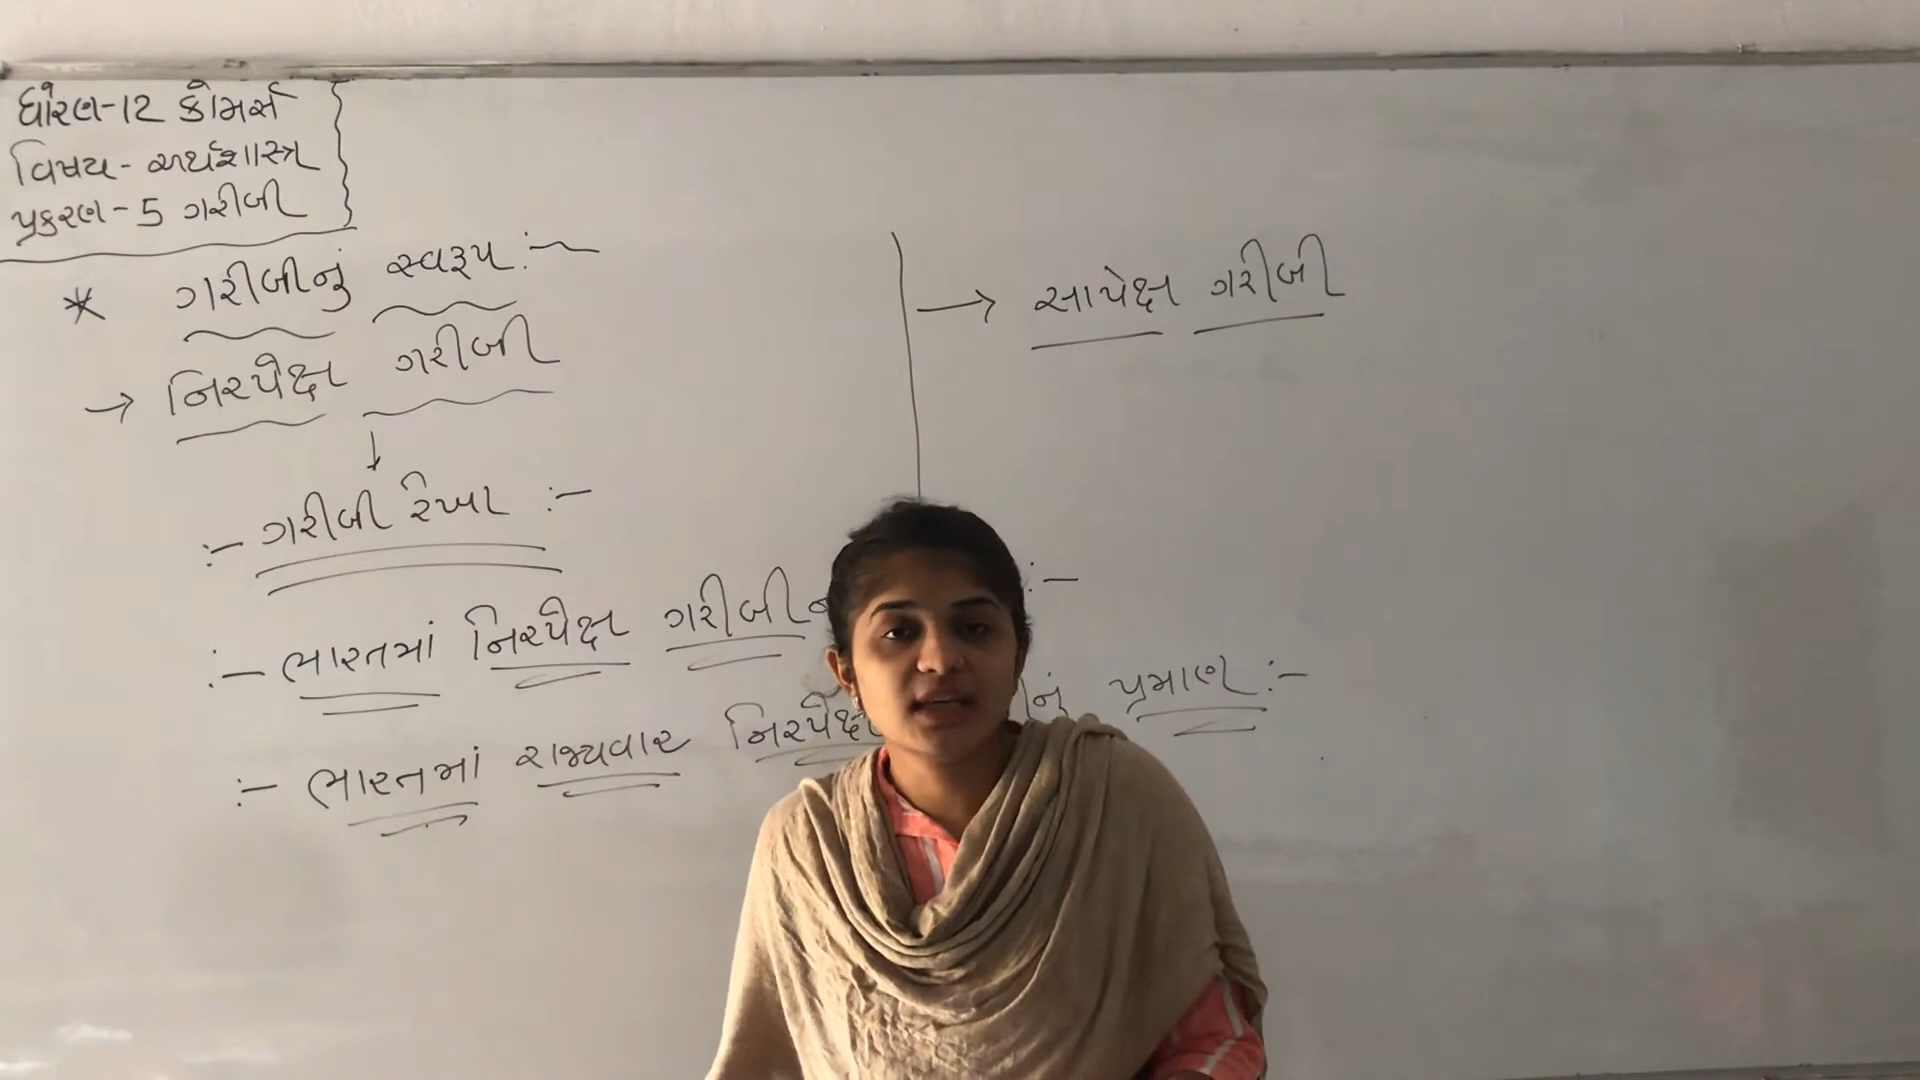 ધોરણ-12 કોમર્સ
વિષય - અર્થશાસ્ત્ર
પ્રકરણ - 5 ગરીબી
* ગરીબીનું સ્વરૂપ :-
→ નિરપેક્ષ ગરીબી
↓
:- ગરીબી રેખા :-
:- ભારતમાં નિરપેક્ષ ગરીબી :-
:- ભારતમાં રાજ્યવાર નિરપેક્ષ નું પ્રમાણ :-
→ સાપેક્ષ ગરીબી